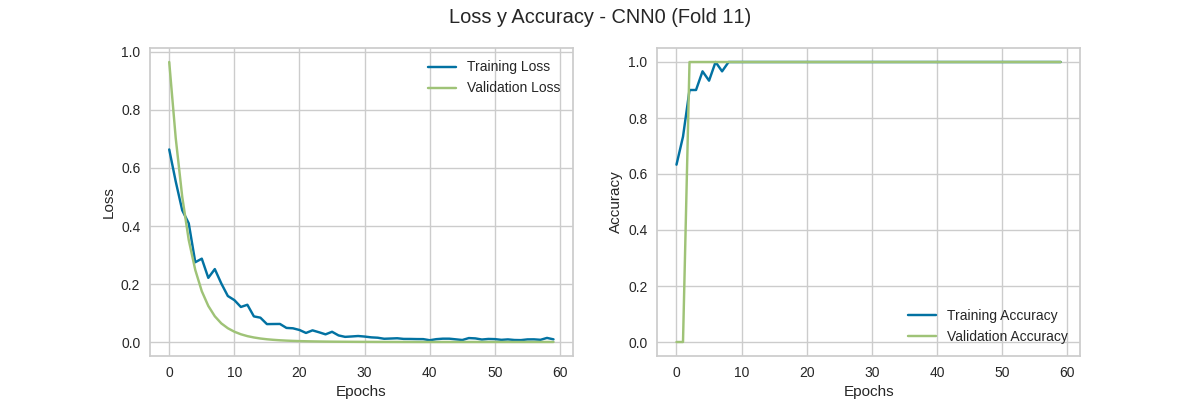 Loss y Accuracy - CNN0 (Fold 11)
1.0
0.8
0.6
0.4
0.2
0.0
Loss
0 10 20 30 40 50 60
Epochs
Training Loss
Validation Loss
1.0
0.8
0.6
0.4
0.2
0.0
Accuracy
0 10 20 30 40 50 60
Epochs
Training Accuracy
Validation Accuracy